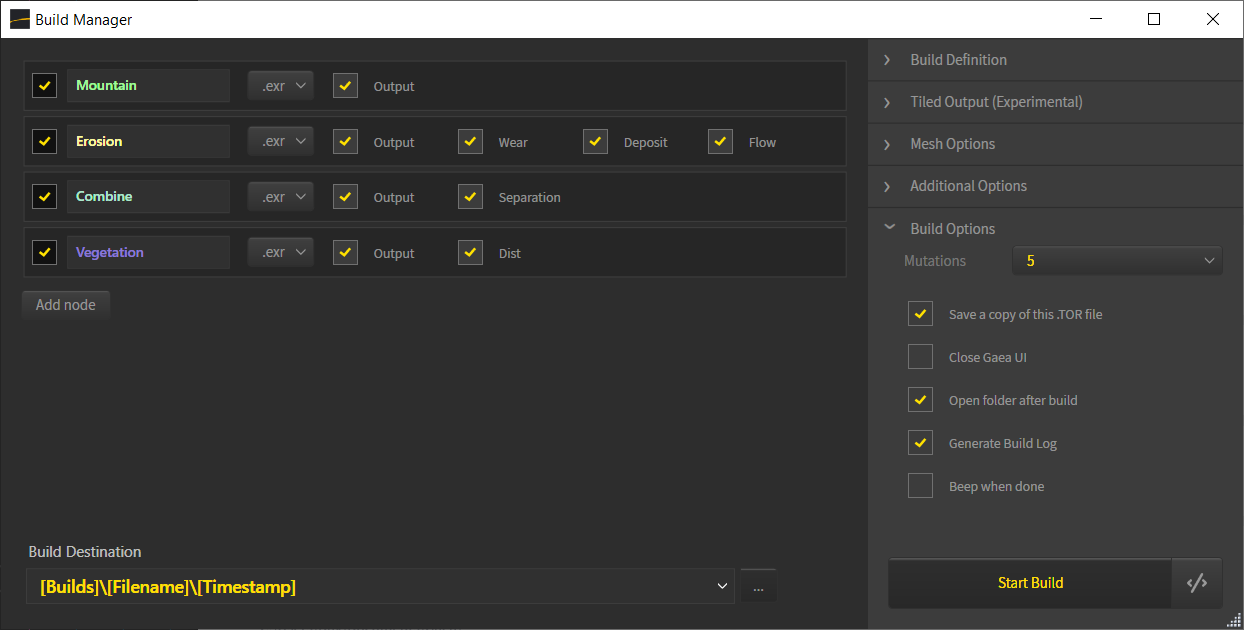 Build Manager
Mountain .exr Output
Erosion .exr Output Wear Deposit Flow
Combine .exr Output Separation
Vegetation .exr Output Dist
Add node
Build Destination
[Builds]\[Filename]\[Timestamp] ...
Build Definition
Tiled Output (Experimental)
Mesh Options
Additional Options
Build Options
Mutations 5
Save a copy of this .TOR file
Close Gaea UI
Open folder after build
Generate Build Log
Beep when done
Start Build </>